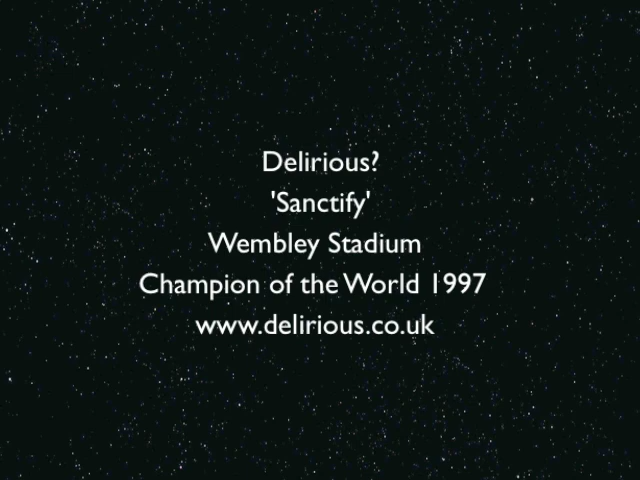 Delirious?
'Sanctify'
Wembley Stadium
Champion of the World 1997
www.delirious.co.uk